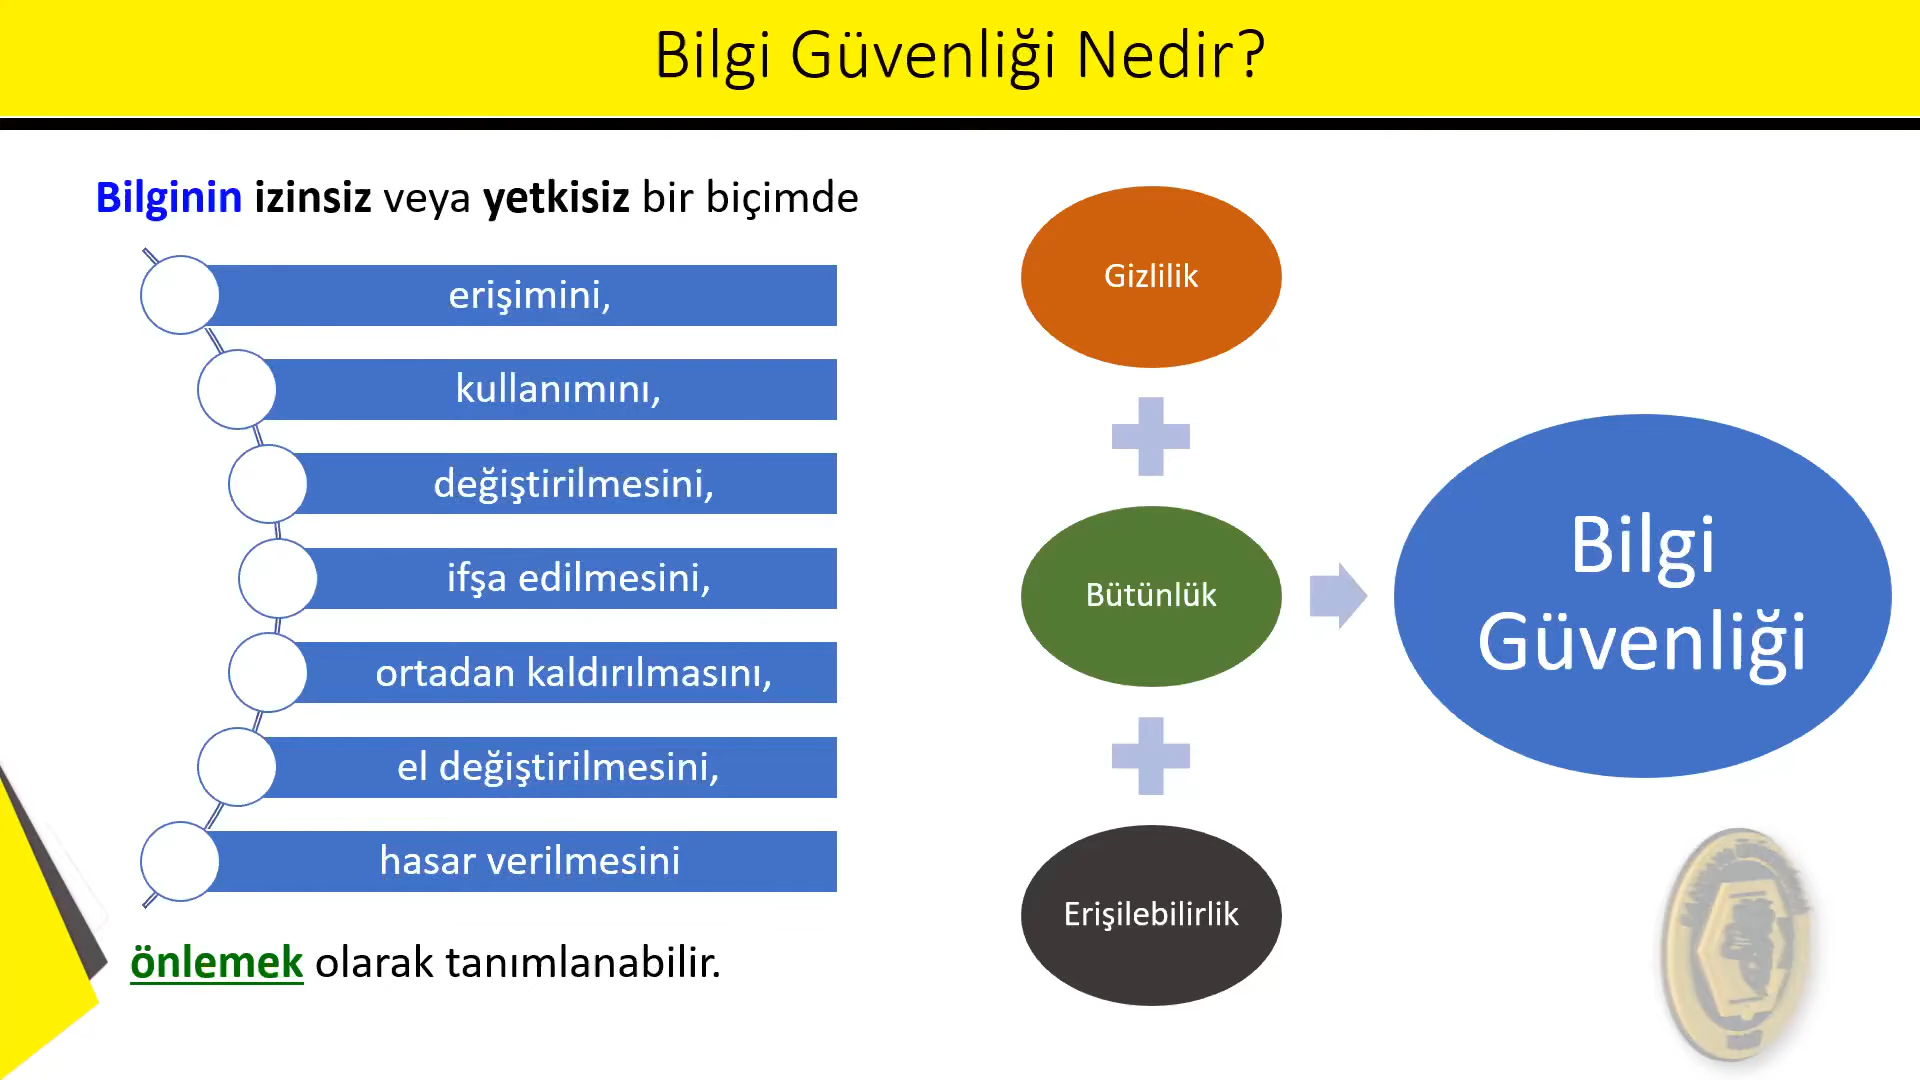 Bilgi Güvenliği Nedir?
Bilginin izinsiz veya yetkisiz bir biçimde
erişimini,
kullanımını,
değiştirilmesini,
ifşa edilmesini,
ortadan kaldırılmasını,
el değiştirilmesini,
hasar verilmesini
önlemek olarak tanımlanabilir.
Gizlilik
Bütünlük
Erişilebilirlik
Bilgi
Güvenliği